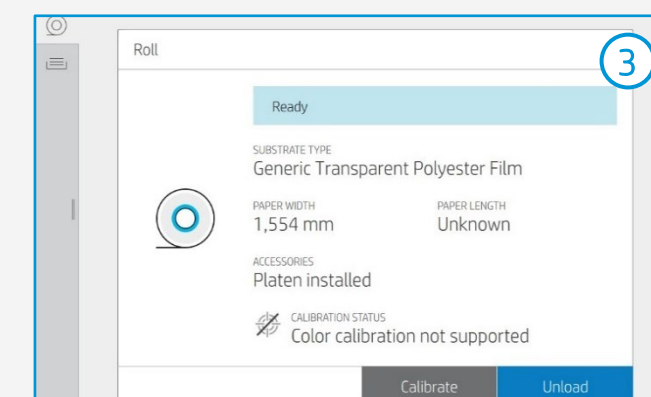 Roll
3
Ready
SUBSTRATE TYPE
Generic Transparent Polyester Film
PAPER WIDTH PAPER LENGTH
1,554 mm Unknown
ACCESSORIES
Platen installed
CALIBRATION STATUS
Color calibration not supported
Calibrate Unload